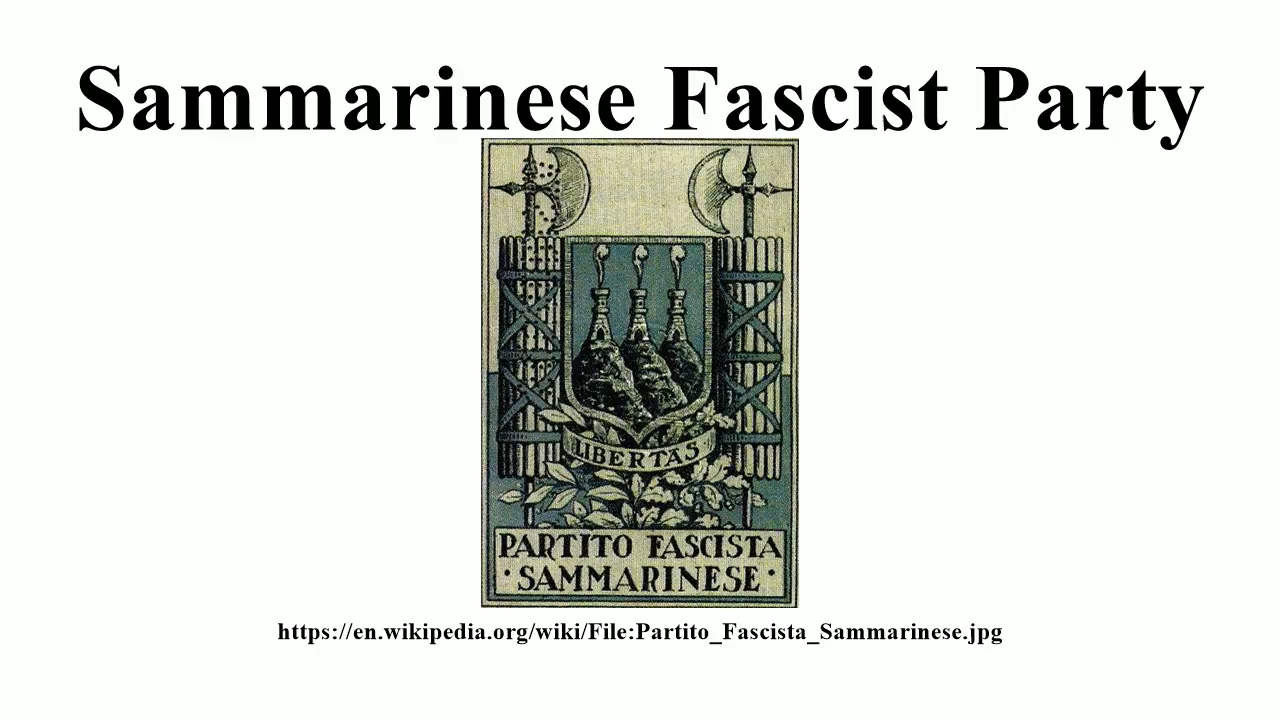 Sammarinese Fascist Party
LIBERTAS
PARTITO FASCISTA
· SAMMARINESE ·
https://en.wikipedia.org/wiki/File:Partito_Fascista_Sammarinese.jpg